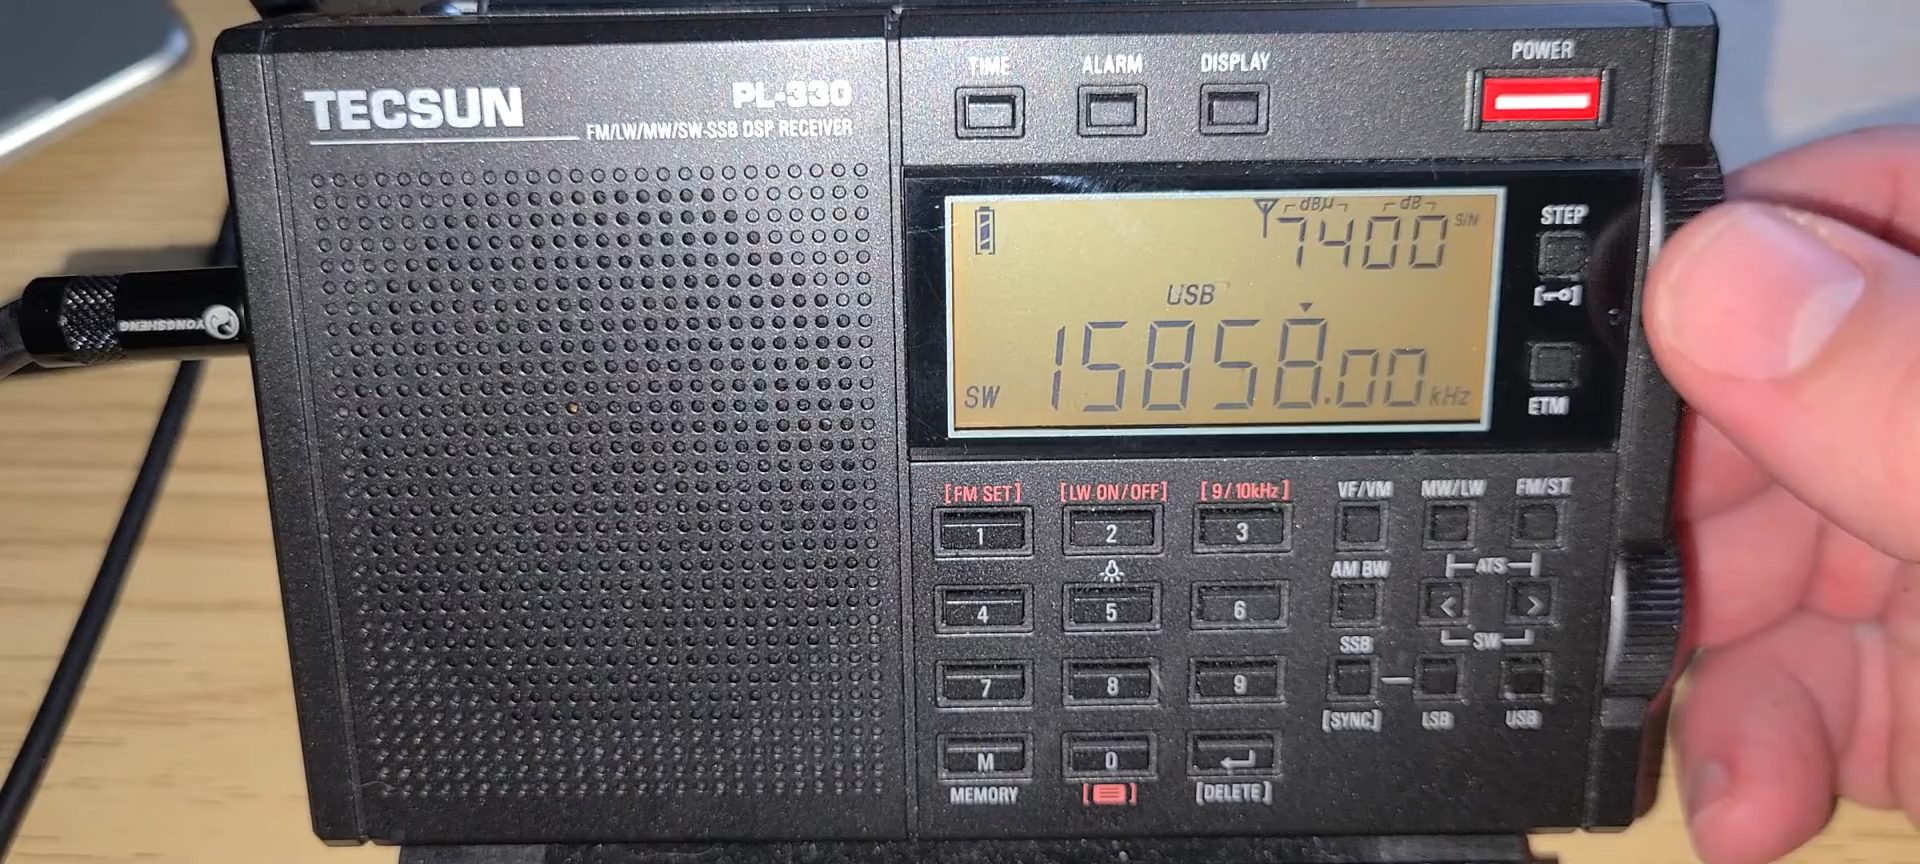 TECSUN
PL-330
FM/LW/MW/SW-SSB DSP RECEIVER
TIME ALARM DISPLAY POWER
dBµ dB
7400 S/N
USB
SW 15858.00 kHz
STEP
ETM
YONGSHENG
[FM SET] [LW ON/OFF] [9/10kHz] VF/VM MW/LW FM/ST
1 2 3
AM BW ATS
4 5 6 < >
SSB SW
7 8 9
[SYNC] LSB USB
M 0
MEMORY [DELETE]